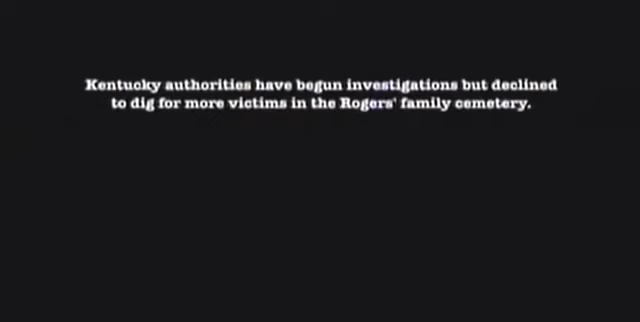 Kentucky authorities have begun investigations but declined
to dig for more victims in the Rogers' family cemetery.